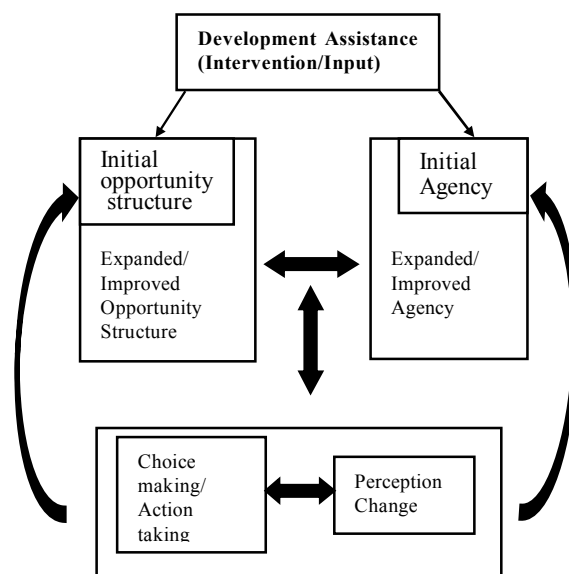 Development Assistance
(Intervention/Input)
Initial
opportunity
structure
Initial
Agency
Expanded/
Improved
Opportunity
Structure
Expanded/
Improved
Agency
Choice
making/
Action
taking
Perception
Change